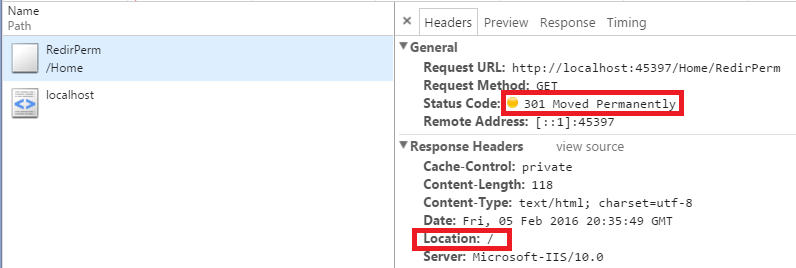 Name
Path
RedirPerm
/Home
localhost
× Headers Preview Response Timing
General
Request URL: http://localhost:45397/Home/RedirPerm
Request Method: GET
Status Code: 301 Moved Permanently
Remote Address: [::1]:45397
Response Headers view source
Cache-Control: private
Content-Length: 118
Content-Type: text/html; charset=utf-8
Date: Fri, 05 Feb 2016 20:35:49 GMT
Location: /
Server: Microsoft-IIS/10.0